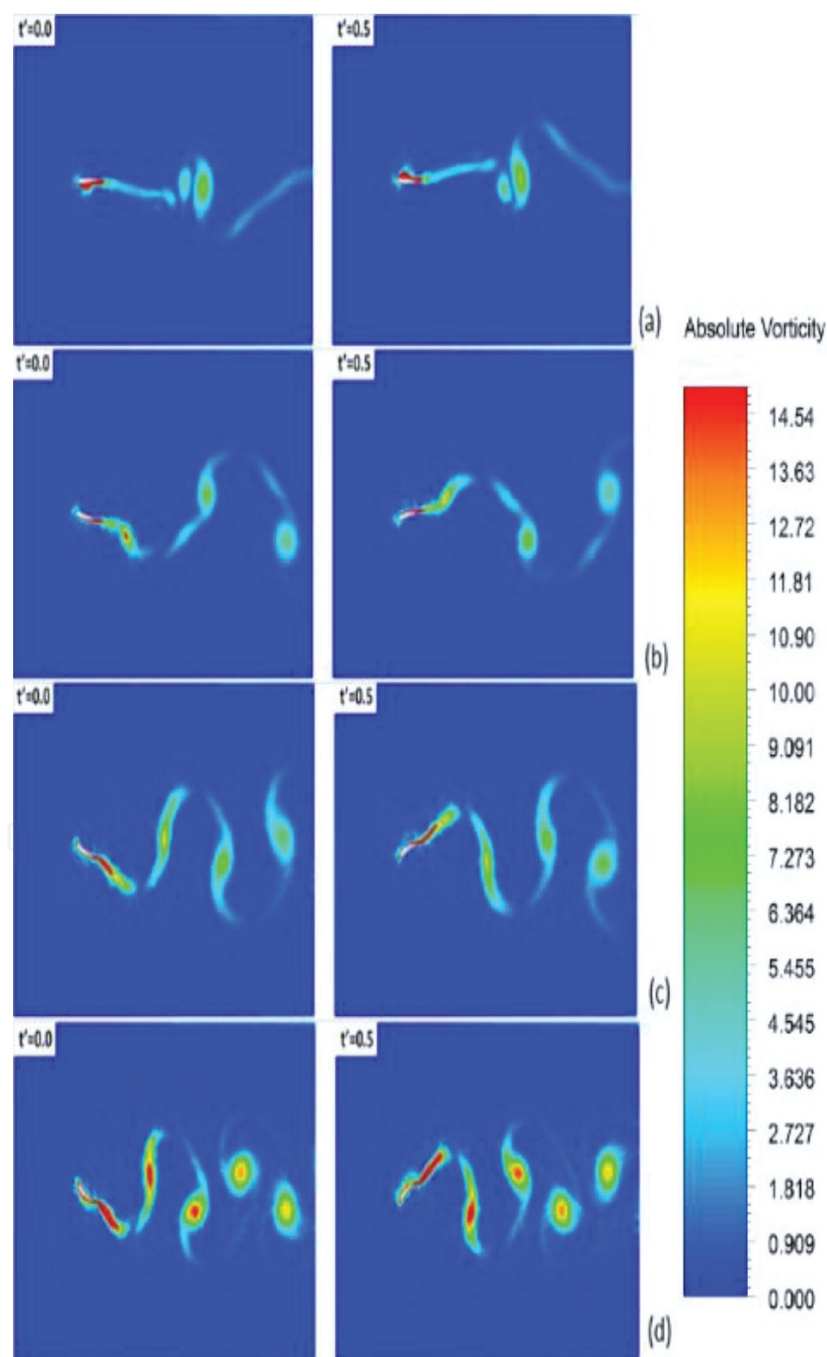 t'=0.0
t'=0.5
(a)
Absolute Vorticity
t'=0.0
t'=0.5
(b)
t'=0.0
t'=0.5
(c)
t'=0.0
t'=0.5
(d)
14.54
13.63
12.72
11.81
10.90
10.00
9.091
8.182
7.273
6.364
5.455
4.545
3.636
2.727
1.818
0.909
0.000